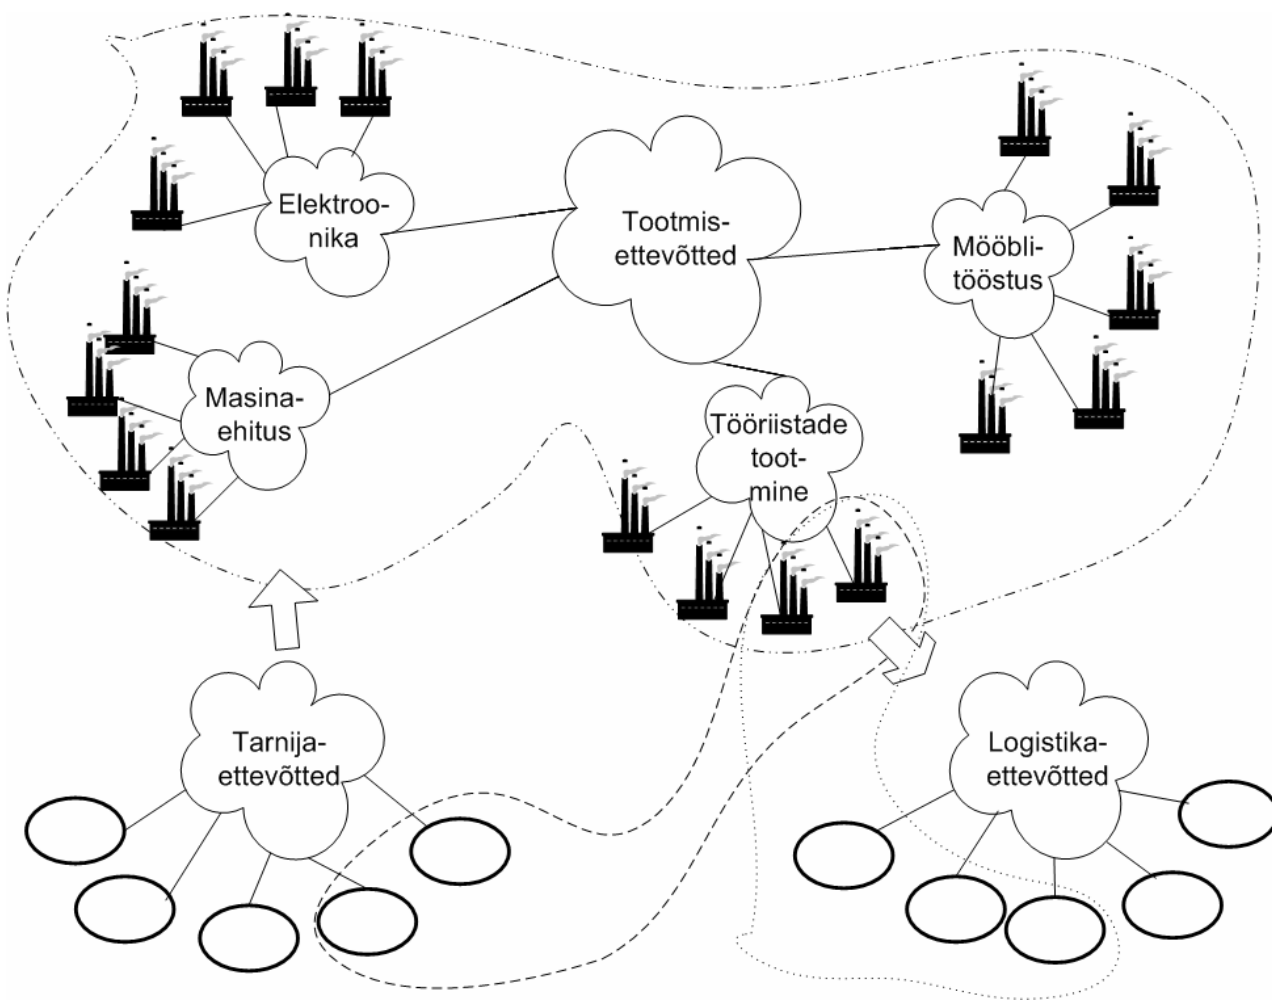 Elektroo-
nika
Tootmis-
ettevõtted
Mööbli-
tööstus
Masina-
ehitus
Tööriistade
toot-
mine
Tarnija-
ettevõtted
Logistika-
ettevõtted